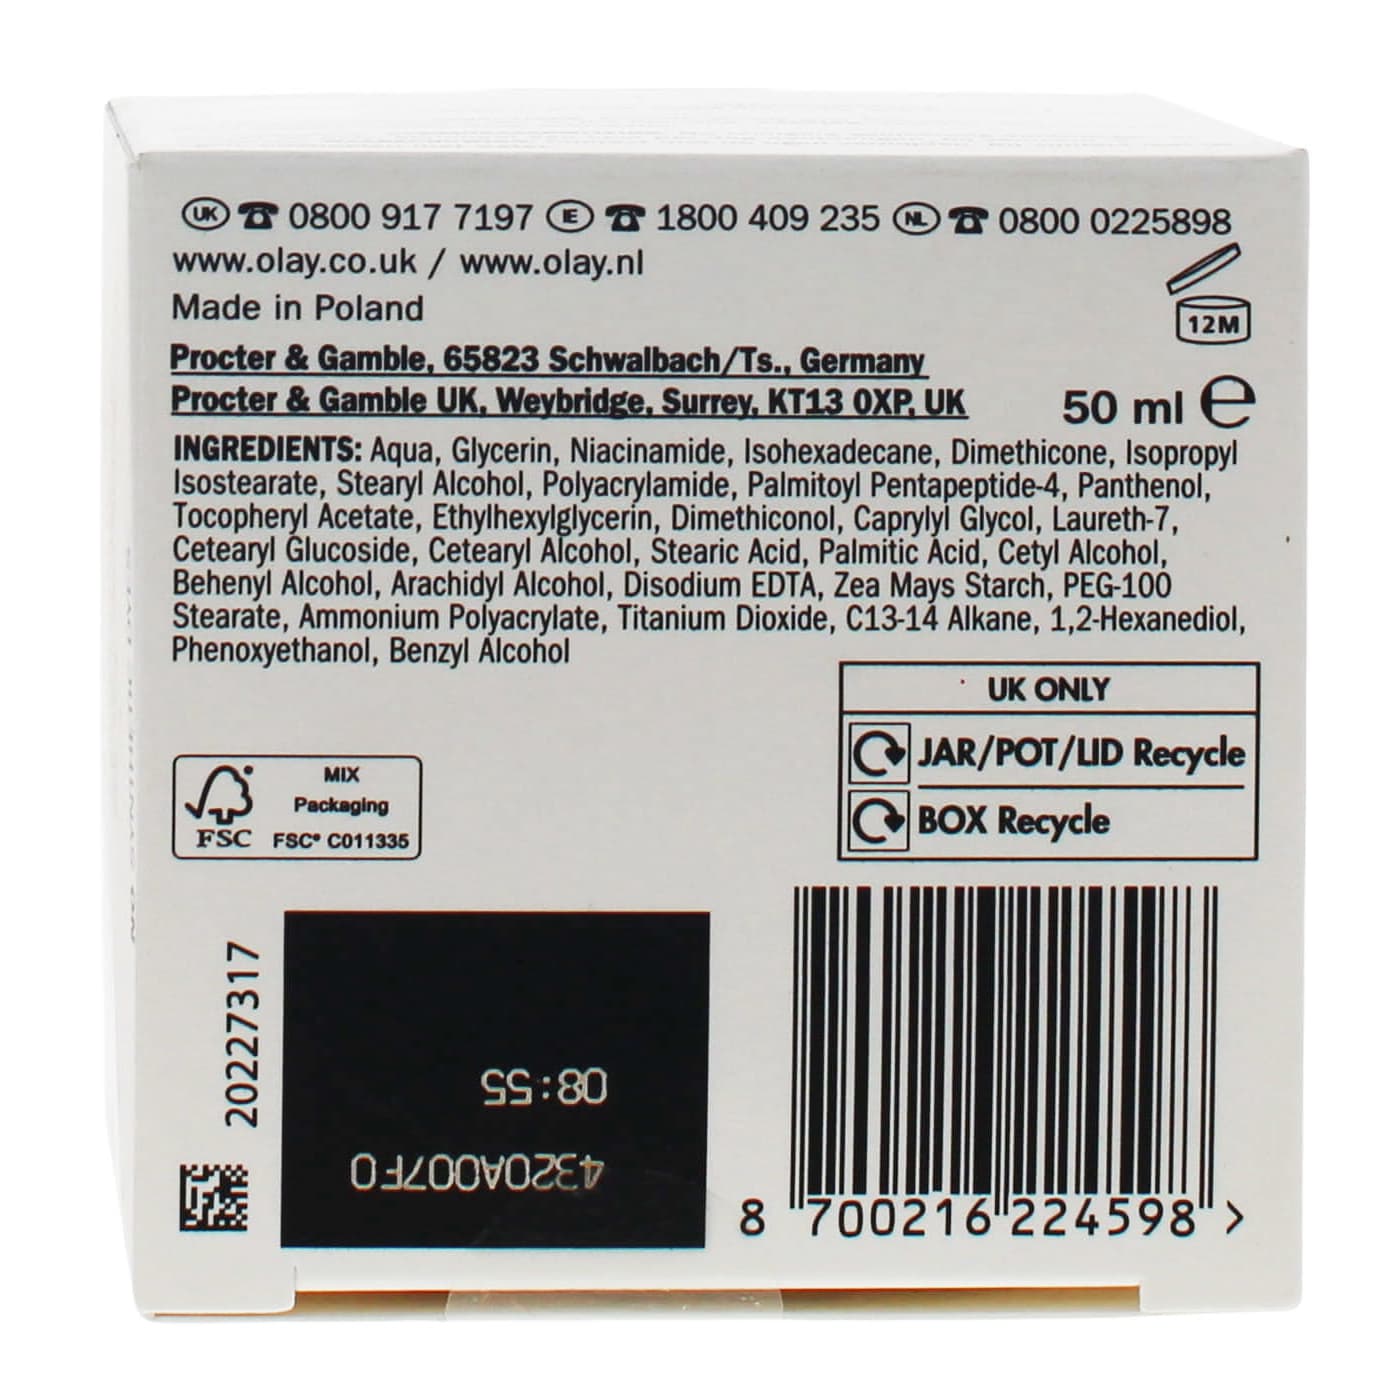 UK 0800 917 7197 IE 1800 409 235 NL 0800 0225898
www.olay.co.uk / www.olay.nl
Made in Poland
12M
Procter & Gamble, 65823 Schwalbach/Ts., Germany
Procter & Gamble UK, Weybridge, Surrey, KT13 0XP, UK
50 ml e
INGREDIENTS: Aqua, Glycerin, Niacinamide, Isohexadecane, Dimethicone, Isopropyl
Isostearate, Stearyl Alcohol, Polyacrylamide, Palmitoyl Pentapeptide-4, Panthenol,
Tocopheryl Acetate, Ethylhexylglycerin, Dimethiconol, Caprylyl Glycol, Laureth-7,
Cetearyl Glucoside, Cetearyl Alcohol, Stearic Acid, Palmitic Acid, Cetyl Alcohol,
Behenyl Alcohol, Arachidyl Alcohol, Disodium EDTA, Zea Mays Starch, PEG-100
Stearate, Ammonium Polyacrylate, Titanium Dioxide, C13-14 Alkane, 1,2-Hexanediol,
Phenoxyethanol, Benzyl Alcohol
UK ONLY
JAR/POT/LID Recycle
BOX Recycle
MIX
Packaging
FSC
FSC® C011335
20227317
4320A007F0
08:55
8 700216 224598 >